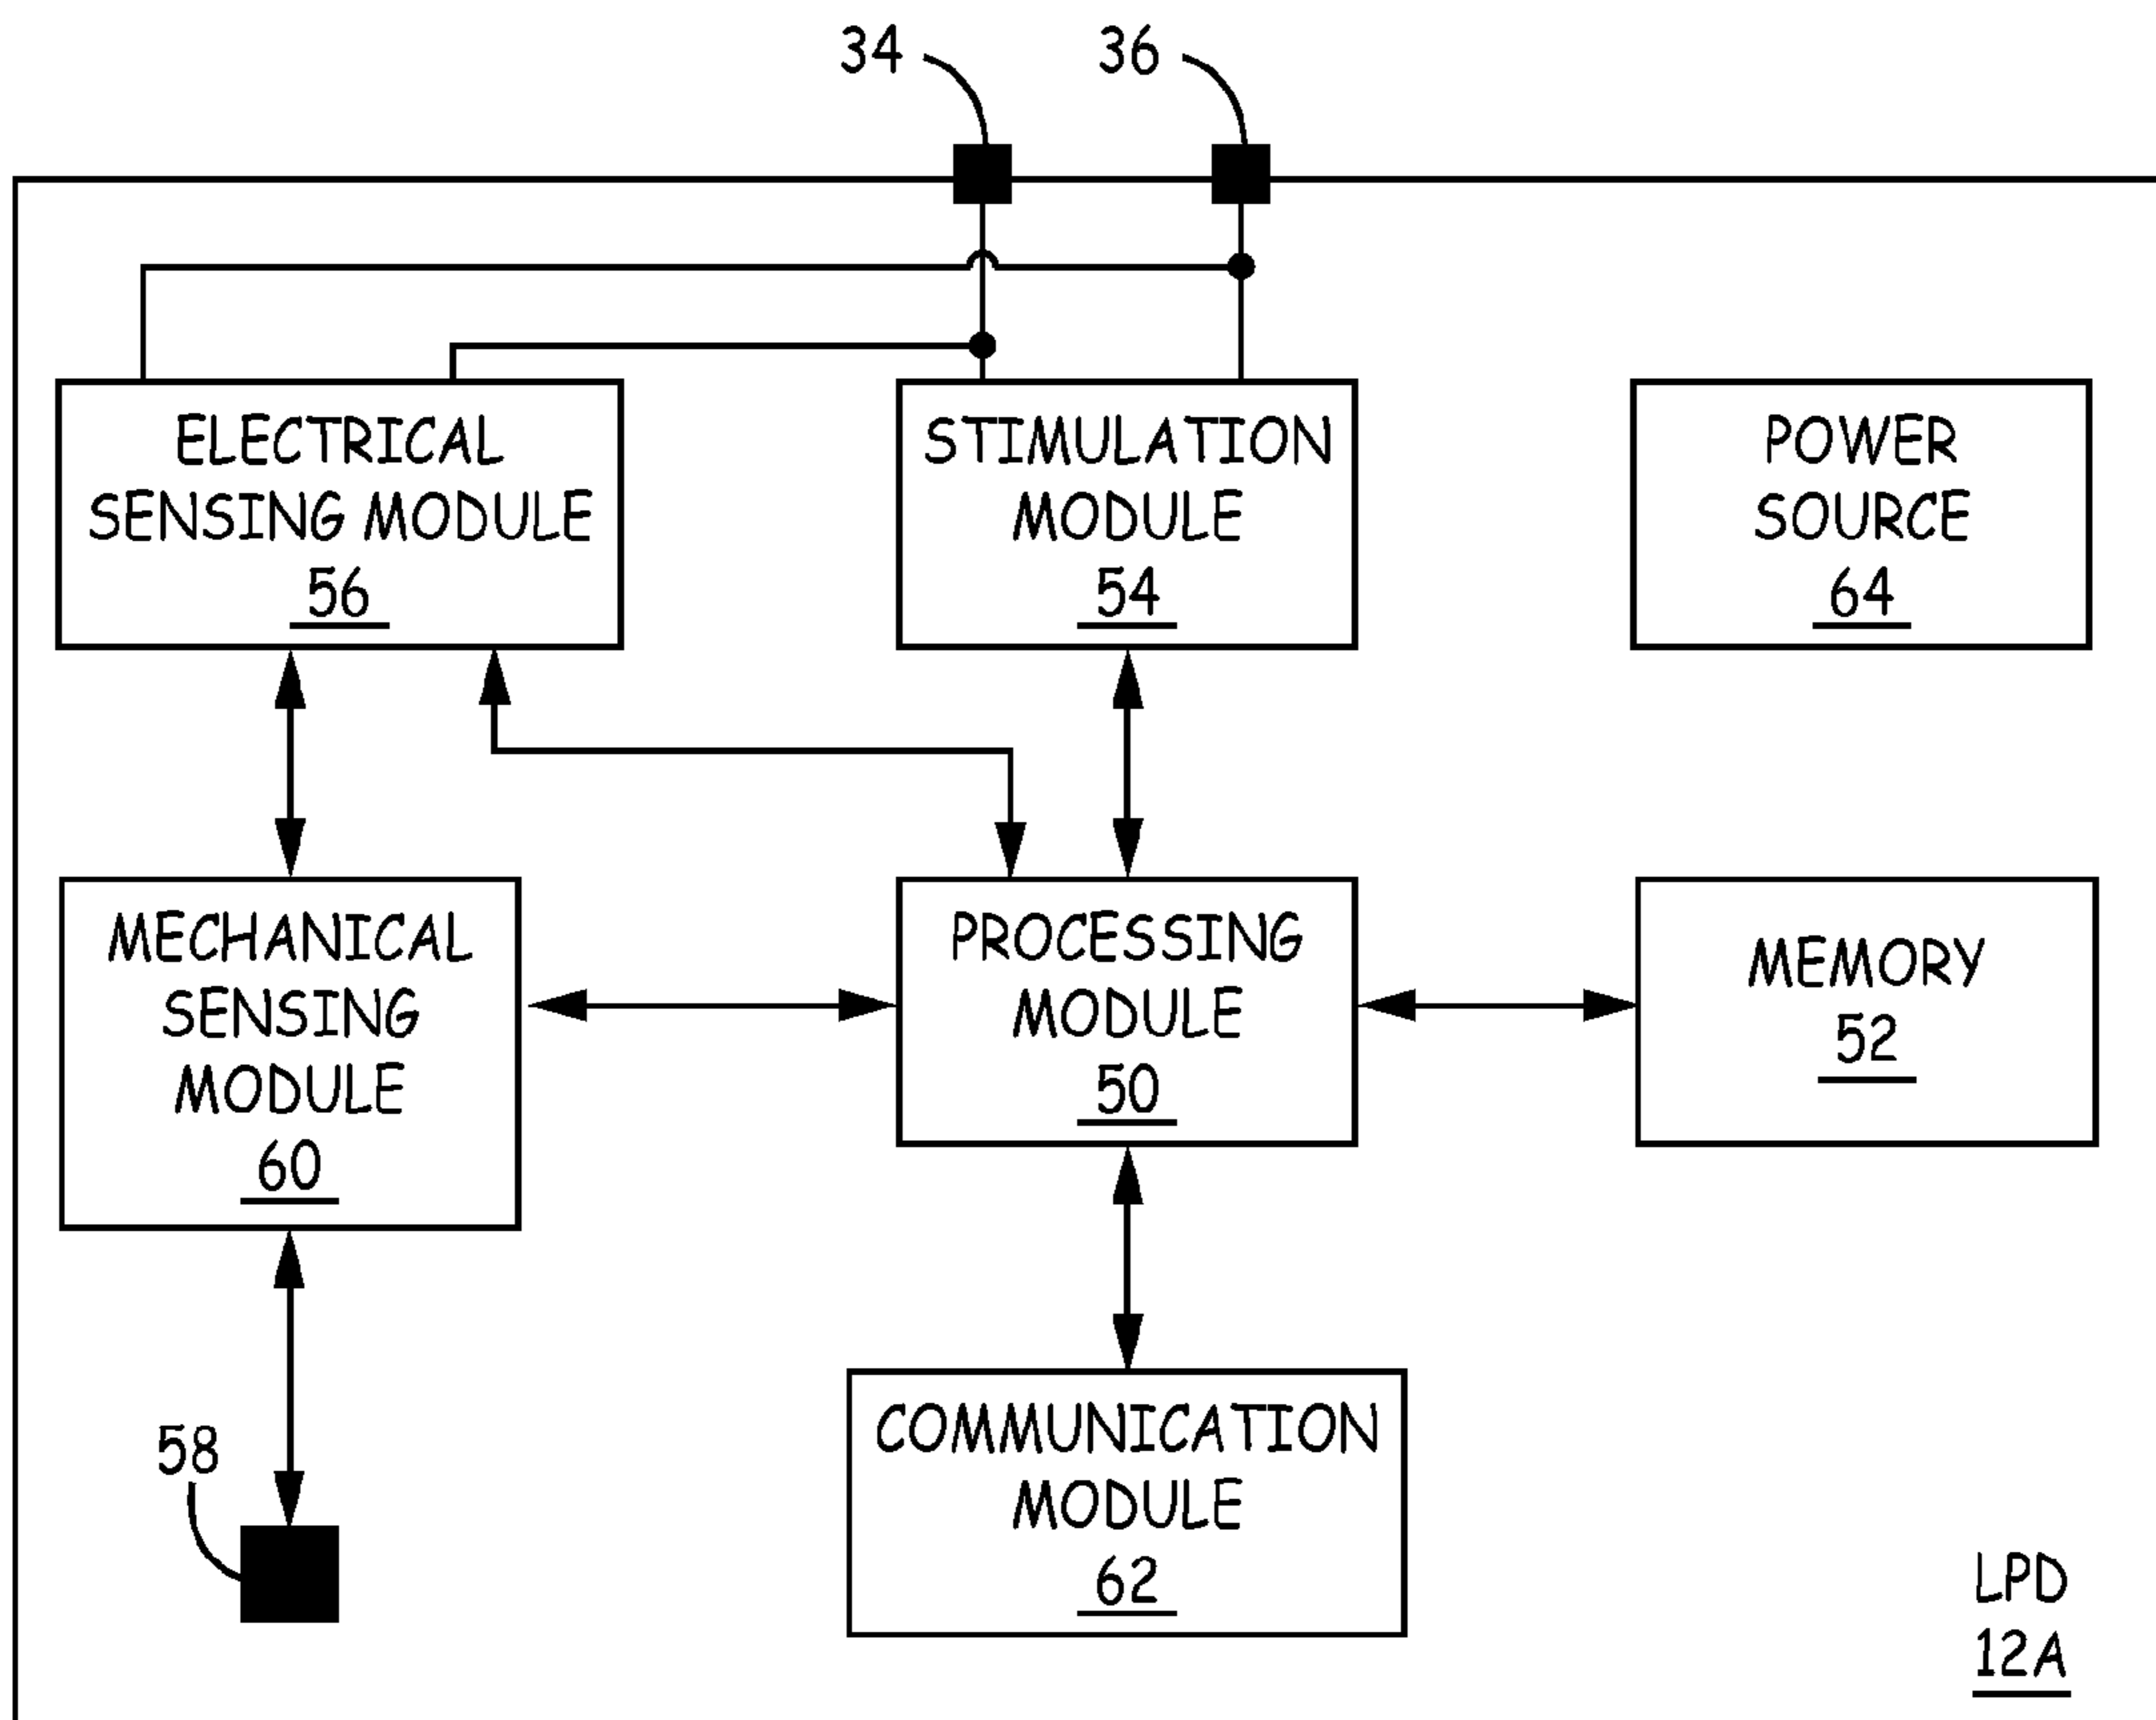 34
36
ELECTRICAL
SENSING MODULE
56
STIMULATION
MODULE
54
POWER
SOURCE
64
MECHANICAL
SENSING
MODULE
60
PROCESSING
MODULE
50
MEMORY
52
58
COMMUNICATION
MODULE
62
LPD
12A